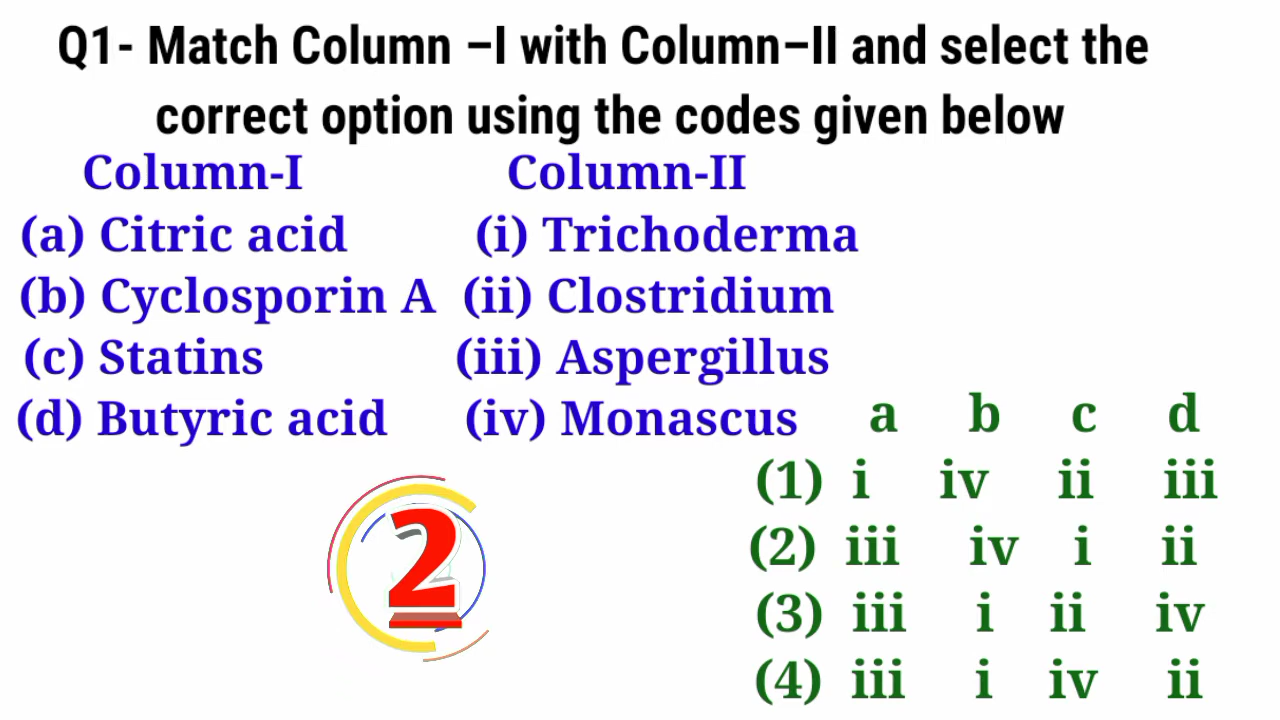 Q1- Match Column –I with Column–II and select the
correct option using the codes given below
Column-I Column-II
(a) Citric acid (i) Trichoderma
(b) Cyclosporin A (ii) Clostridium
(c) Statins (iii) Aspergillus
(d) Butyric acid (iv) Monascus
a b c d
(1) i iv ii iii
(2) iii iv i ii
(3) iii i ii iv
(4) iii i iv ii
2